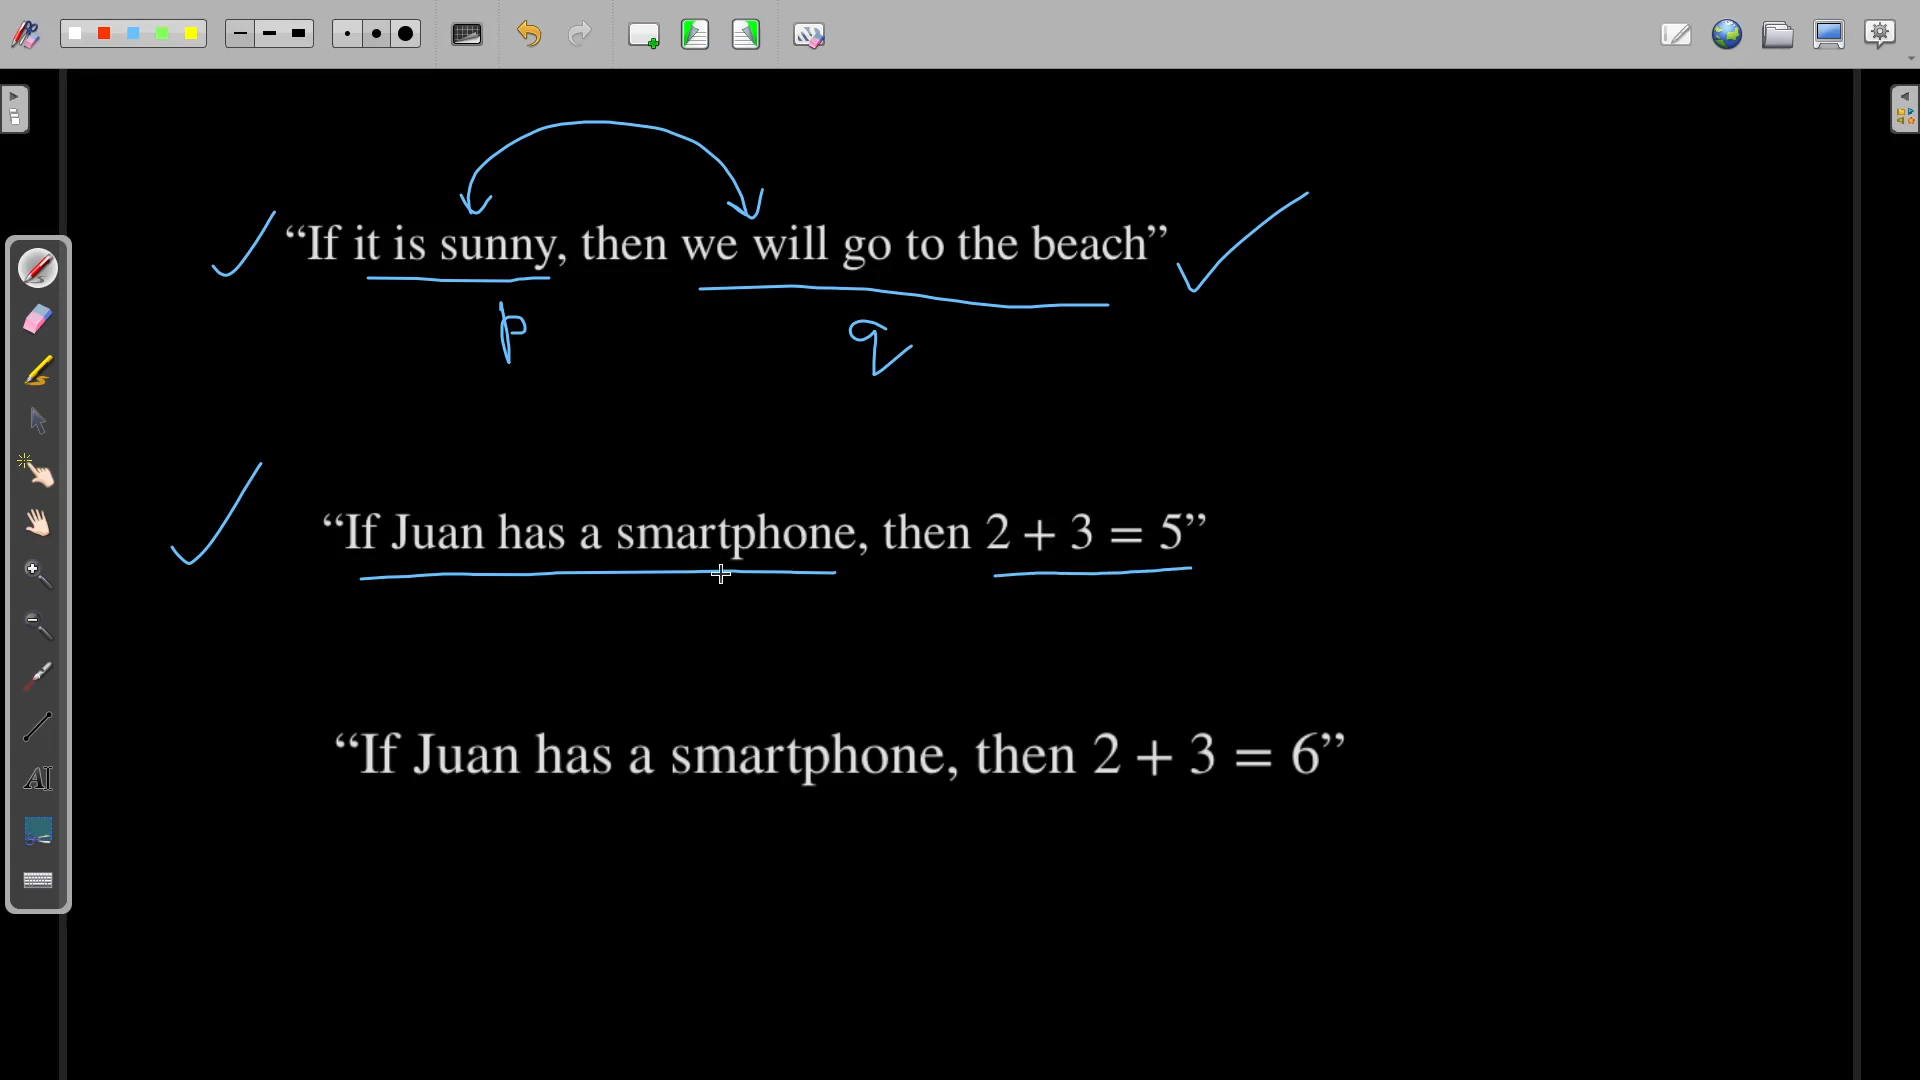 “If it is sunny, then we will go to the beach”
p q
“If Juan has a smartphone, then 2 + 3 = 5”
“If Juan has a smartphone, then 2 + 3 = 6”
AI